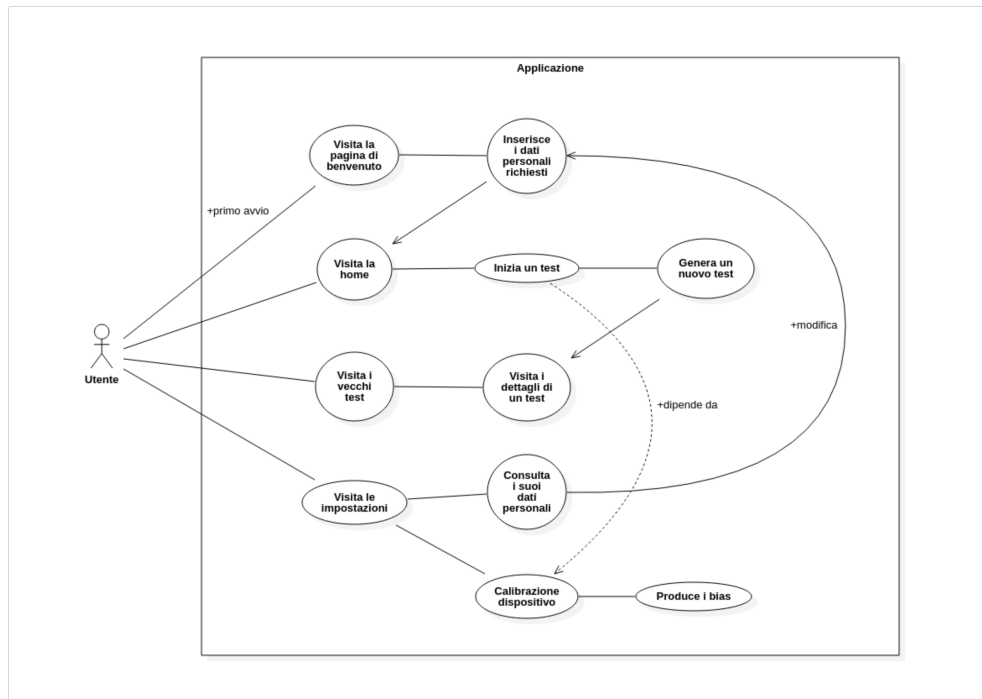 Applicazione
Visita la
pagina di
benvenuto
Inserisce
i dati
personali
richiesti
+primo avvio
Visita la
home
Inizia un test
Genera un
nuovo test
+modifica
Utente
Visita i
vecchi
test
Visita i
dettagli di
un test
+dipende da
Visita le
impostazioni
Consulta
i suoi
dati
personali
Calibrazione
dispositivo
Produce i bias